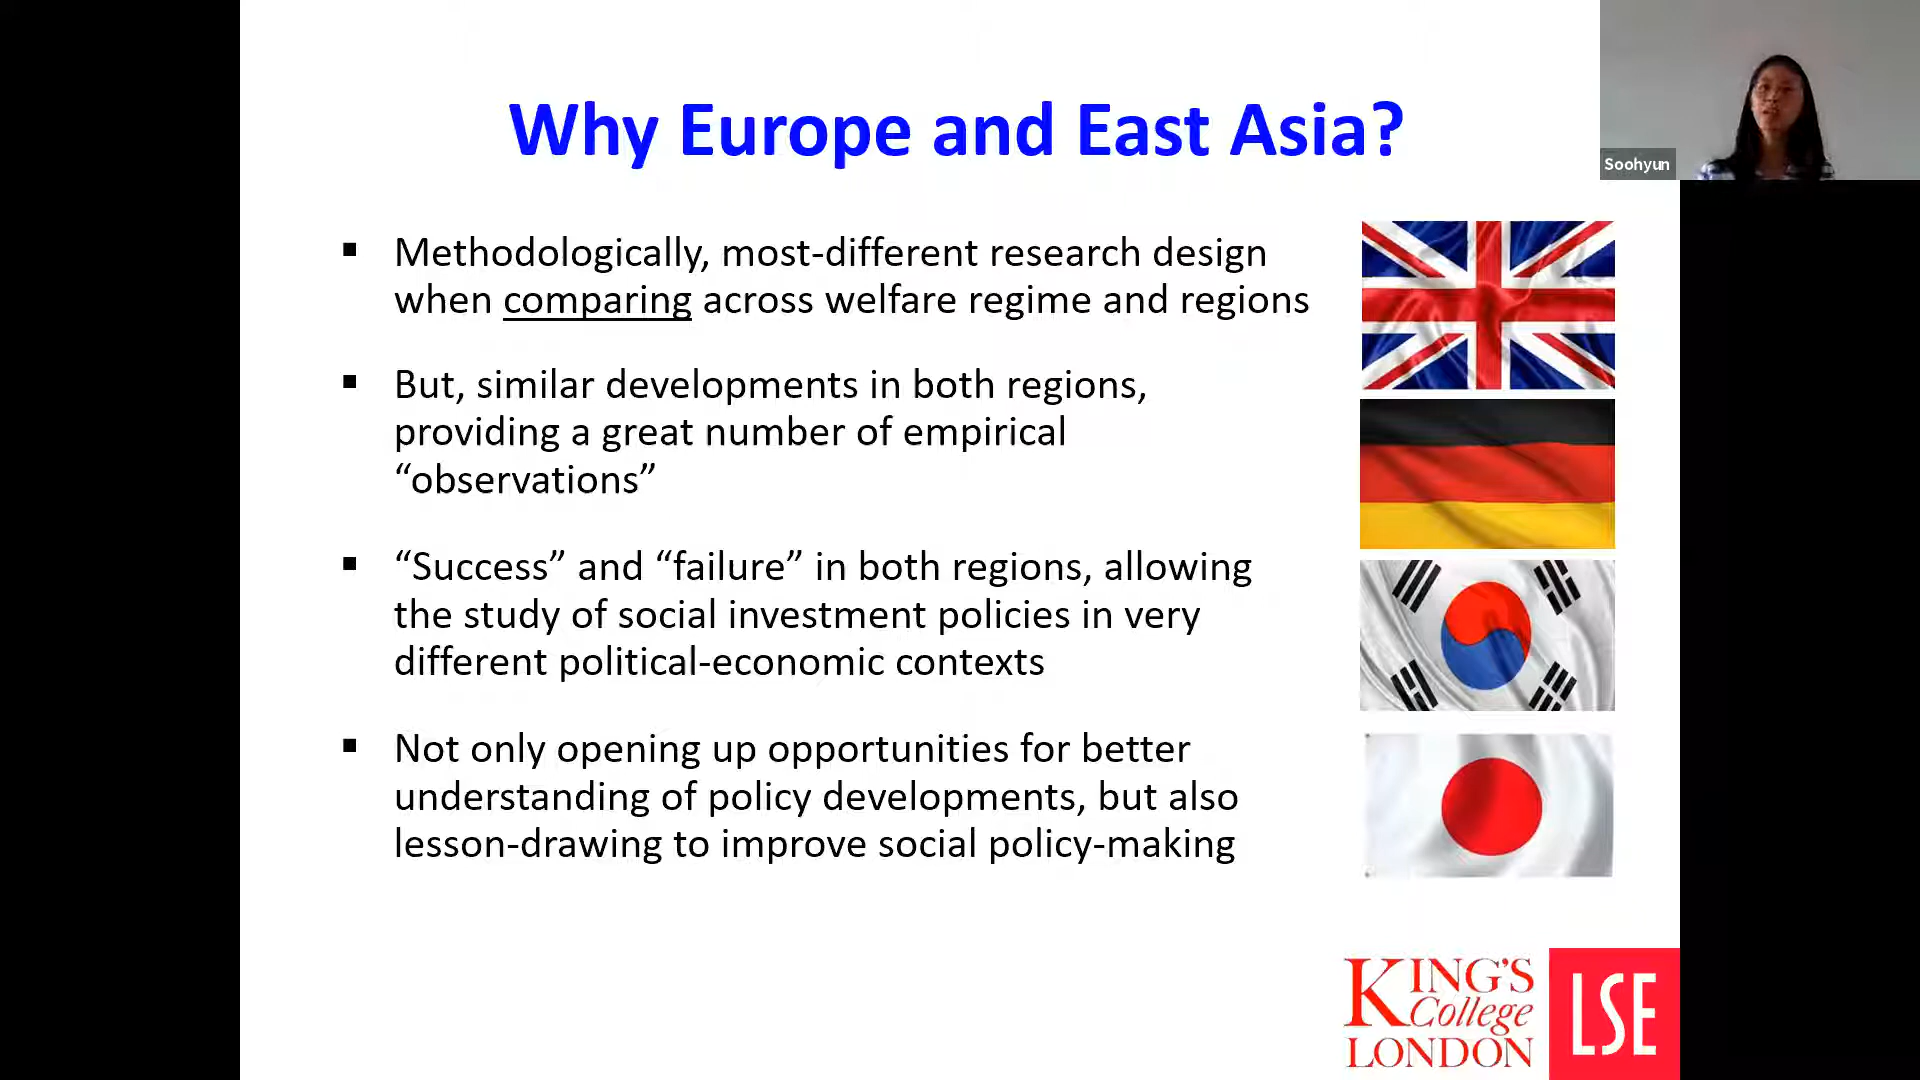 Why Europe and East Asia?
Soohyun
▪ Methodologically, most-different research design
when comparing across welfare regime and regions
▪ But, similar developments in both regions,
providing a great number of empirical
“observations”
▪ “Success” and “failure” in both regions, allowing
the study of social investment policies in very
different political-economic contexts
▪ Not only opening up opportunities for better
understanding of policy developments, but also
lesson-drawing to improve social policy-making
KING'S
College
LONDON
LSE